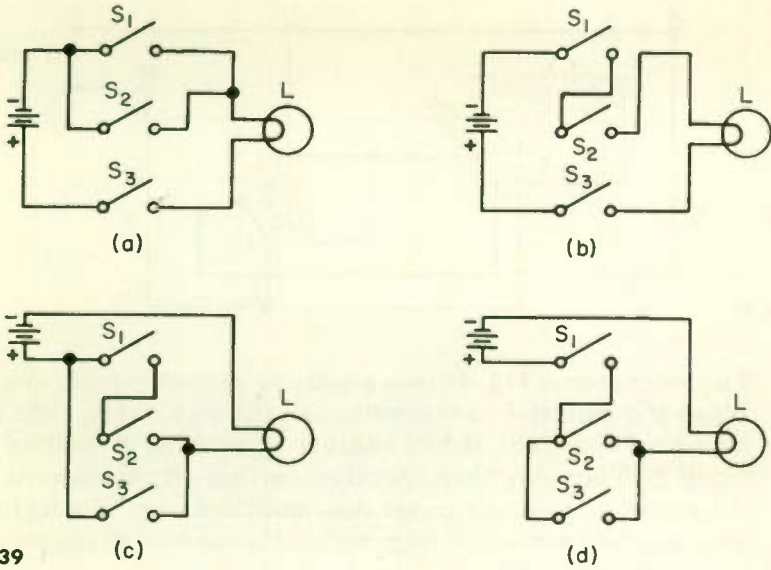 S1
S1
S2
L
L
-
-
+
+
S2
S3
S3
(a)
(b)
-
-
S1
S1
+
+
L
L
S2
S2
S3
S3
39
(c)
(d)